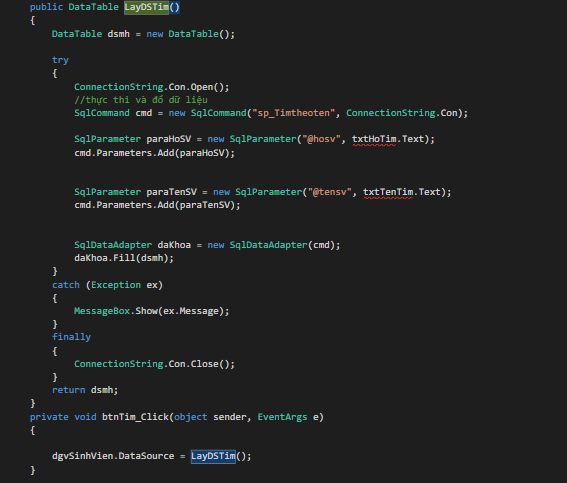 public DataTable LayDSTim()
{
DataTable dsmh = new DataTable();
try
{
ConnectionString.Con.Open();
//thực thi và đổ dữ liệu
SqlCommand cmd = new SqlCommand("sp_Timtheoten", ConnectionString.Con);
SqlParameter paraHoSV = new SqlParameter("@hosv", txtHoTim.Text);
cmd.Parameters.Add(paraHoSV);
SqlParameter paraTenSV = new SqlParameter("@tensv", txtTenTim.Text);
cmd.Parameters.Add(paraTenSV);
SqlDataAdapter daKhoa = new SqlDataAdapter(cmd);
daKhoa.Fill(dsmh);
}
catch (Exception ex)
{
MessageBox.Show(ex.Message);
}
finally
{
ConnectionString.Con.Close();
}
return dsmh;
}
private void btnTim_Click(object sender, EventArgs e)
{
dgvSinhVien.DataSource = LayDSTim();
}